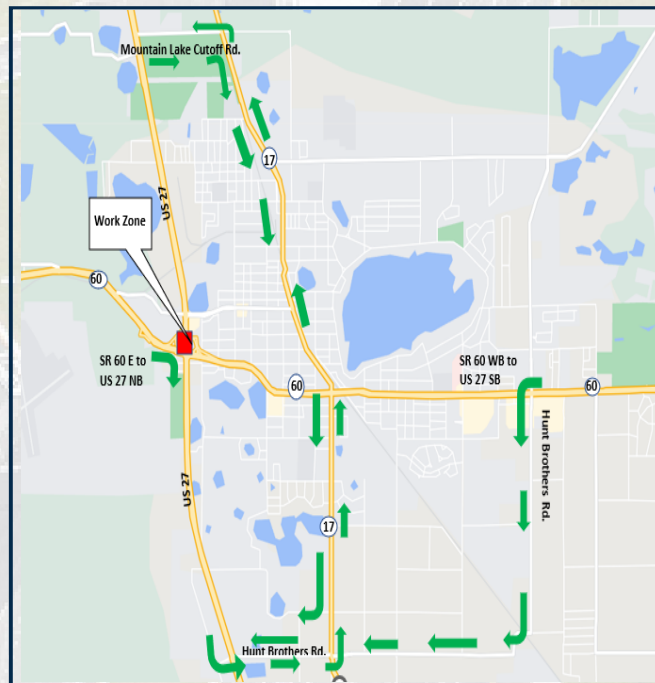 Mountain Lake Cutoff Rd.
17
US 27
Work Zone
60
SR 60 E to
US 27 NB
60
SR 60 WB to
US 27 SB
60
Hunt Brothers Rd.
US 27
17
Hunt Brothers Rd.